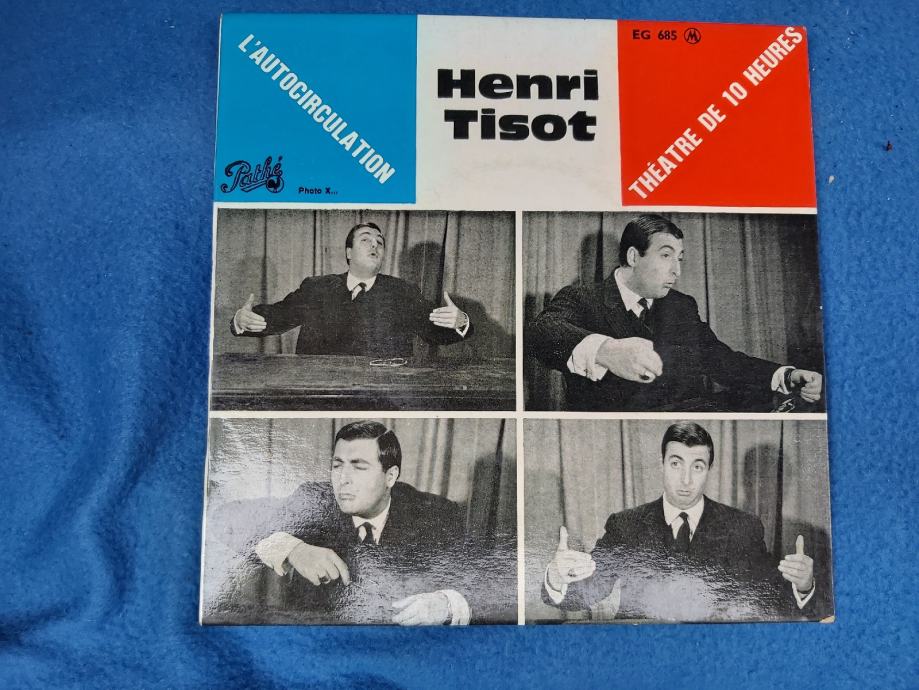 L'AUTOCIRCULATION
Pathé
Photo X...
Henri
Tisot
EG 685 M
THÉATRE DE 10 HEURES